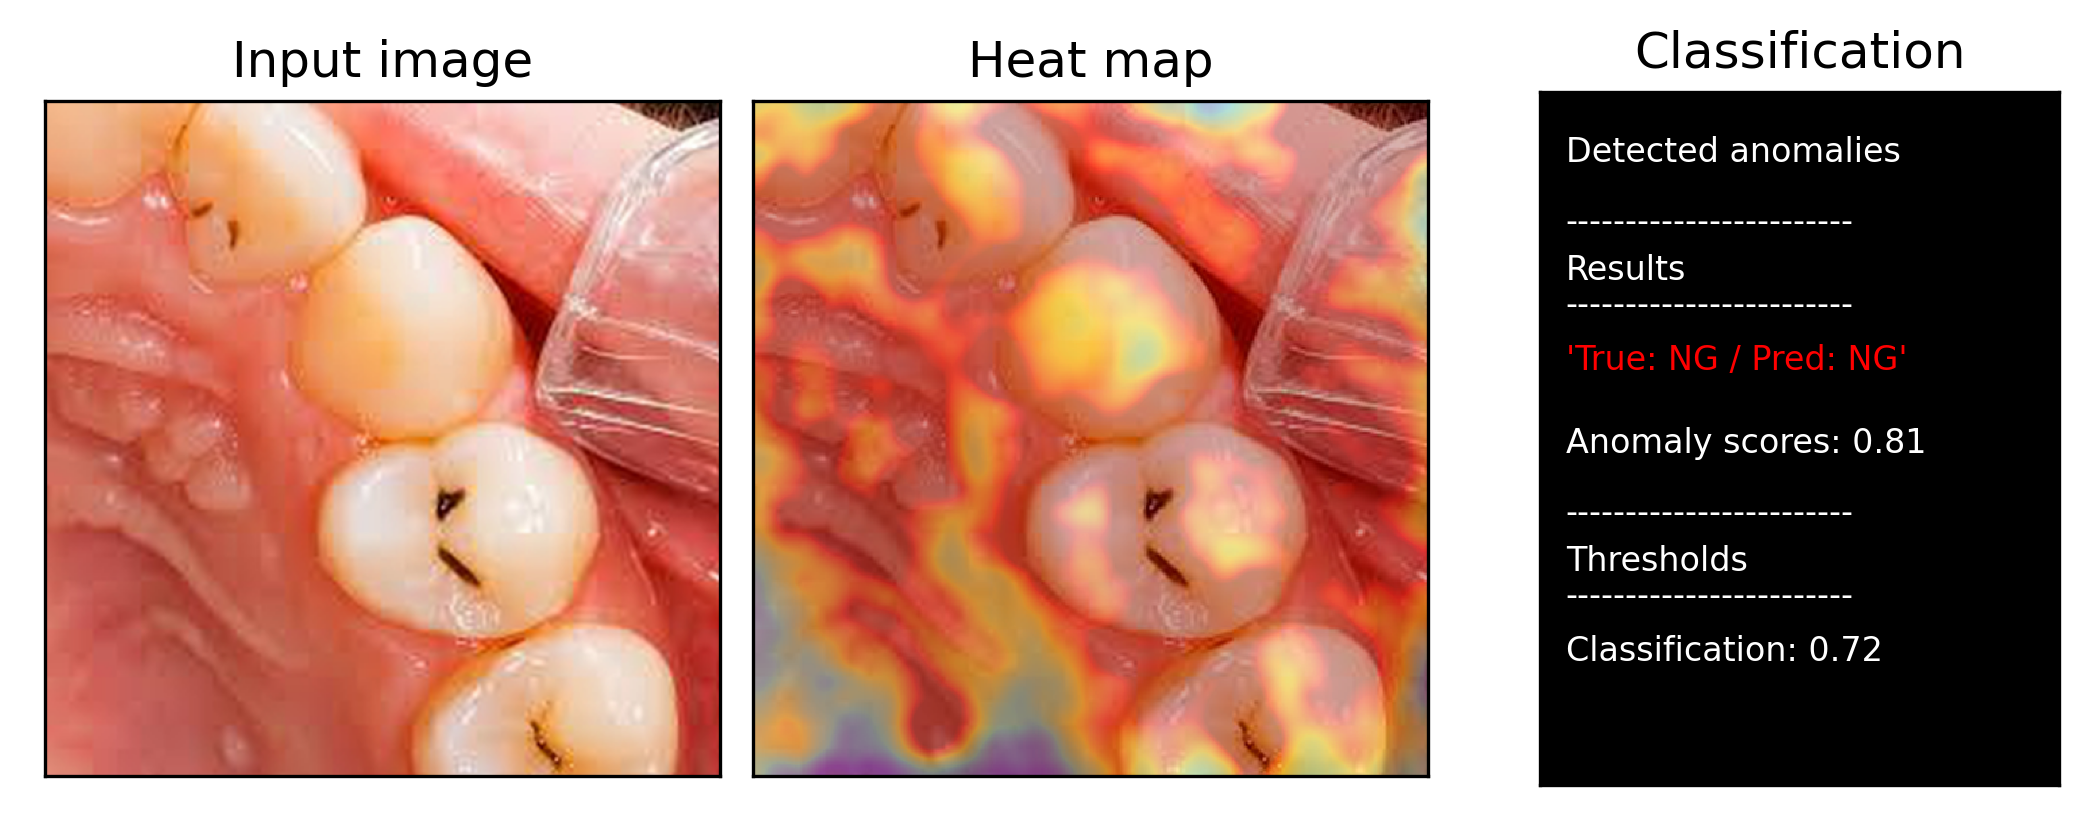 Input image
Heat map
Classification
Detected anomalies
------------------------
Results
------------------------
'True: NG / Pred: NG'
Anomaly scores: 0.81
------------------------
Thresholds
------------------------
Classification: 0.72